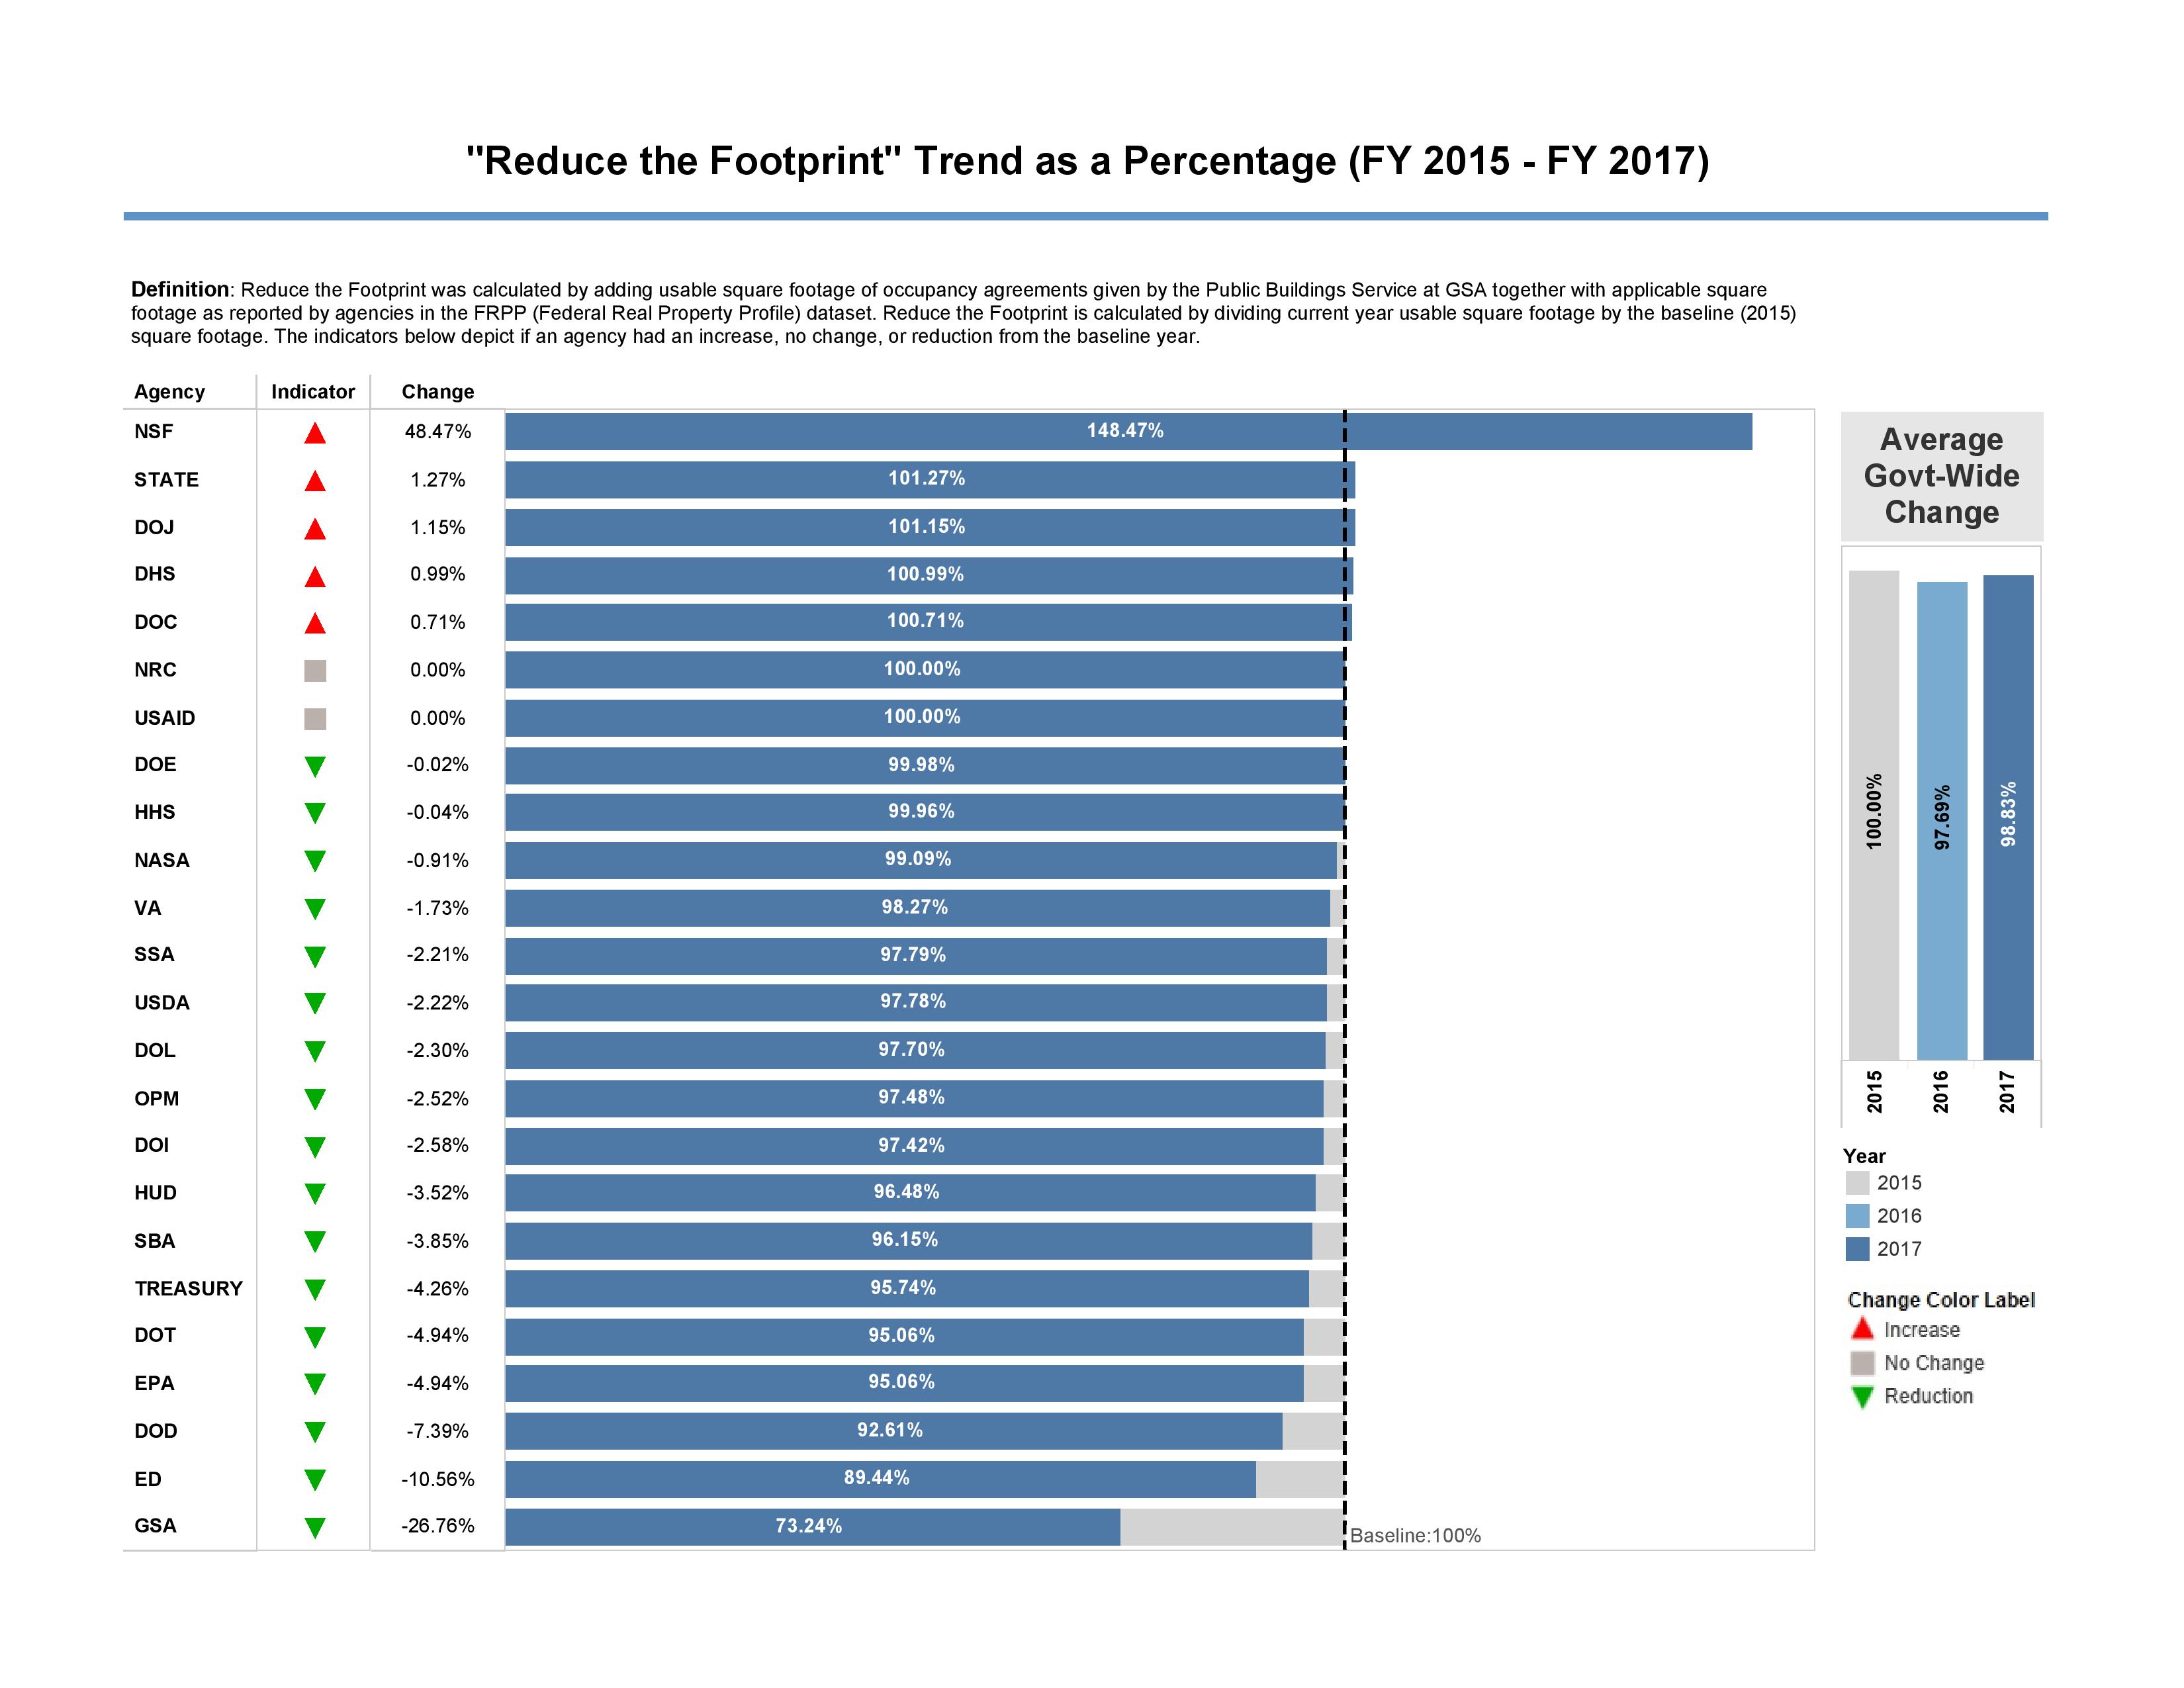 "Reduce the Footprint" Trend as a Percentage (FY 2015 - FY 2017)
Definition: Reduce the Footprint was calculated by adding usable square footage of occupancy agreements given by the Public Buildings Service at GSA together with applicable square
footage as reported by agencies in the FRPP (Federal Real Property Profile) dataset. Reduce the Footprint is calculated by dividing current year usable square footage by the baseline (2015)
square footage. The indicators below depict if an agency had an increase, no change, or reduction from the baseline year.
Agency Indicator Change
NSF 48.47% 148.47%
STATE 1.27% 101.27%
DOJ 1.15% 101.15%
DHS 0.99% 100.99%
DOC 0.71% 100.71%
NRC 0.00% 100.00%
USAID 0.00% 100.00%
DOE -0.02% 99.98%
HHS -0.04% 99.96%
NASA -0.91% 99.09%
VA -1.73% 98.27%
SSA -2.21% 97.79%
USDA -2.22% 97.78%
DOL -2.30% 97.70%
OPM -2.52% 97.48%
DOI -2.58% 97.42%
HUD -3.52% 96.48%
SBA -3.85% 96.15%
TREASURY -4.26% 95.74%
DOT -4.94% 95.06%
EPA -4.94% 95.06%
DOD -7.39% 92.61%
ED -10.56% 89.44%
GSA -26.76% 73.24%
Baseline:100%
Average
Govt-Wide
Change
100.00% 97.69% 98.83%
2015 2016 2017
Year
2015
2016
2017
Change Color Label
Increase
No Change
Reduction